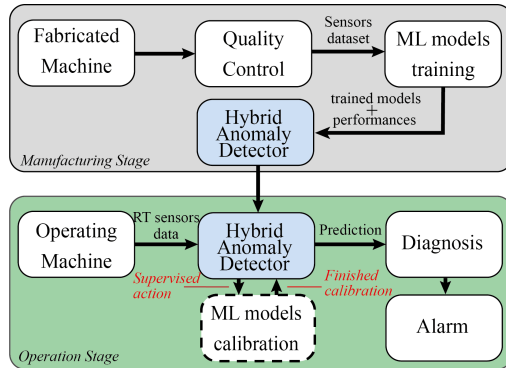 Fabricated
Machine
Quality
Control
Sensors
dataset
ML models
training
trained models
+
performances
Hybrid
Anomaly
Detector
Manufacturing Stage
Operating
Machine
RT sensors
data
Hybrid
Anomaly
Detector
Prediction
Diagnosis
Supervised
action
Finished
calibration
ML models
calibration
Alarm
Operation Stage